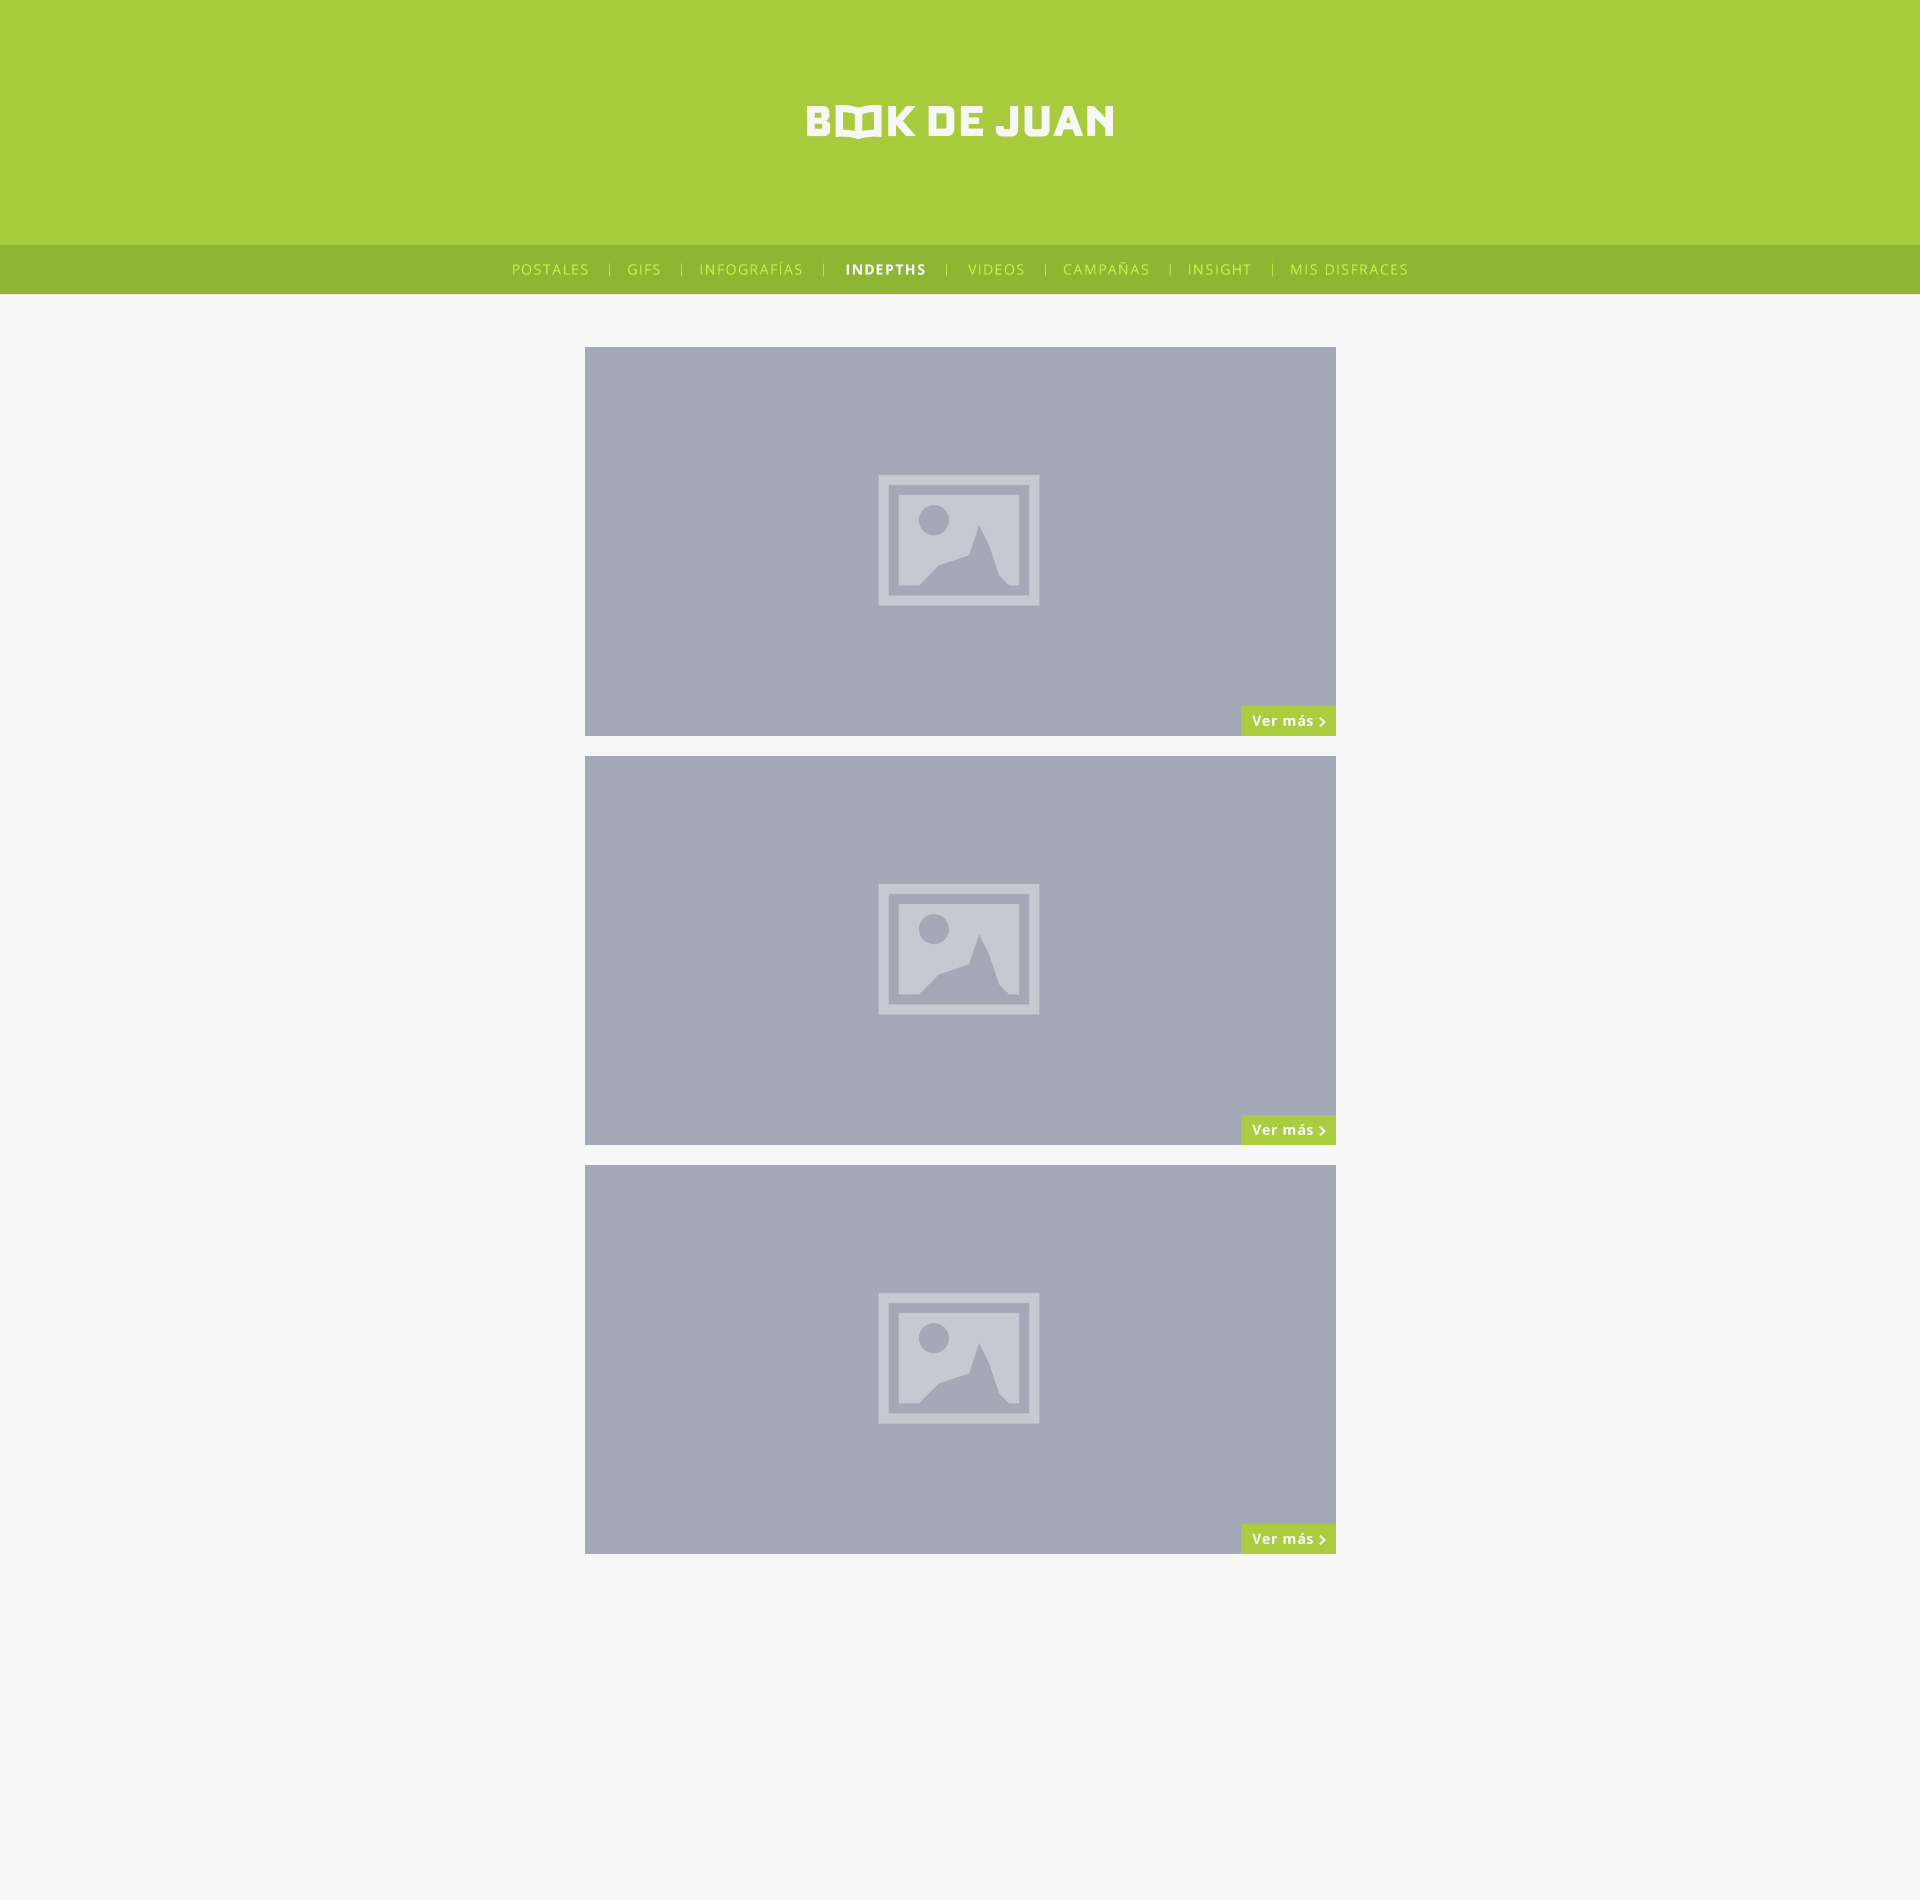 BOOK DE JUAN
POSTALES | GIFS | INFOGRAFÍAS | INDEPTHS | VIDEOS | CAMPAÑAS | INSIGHT | MIS DISFRACES
Ver más >
Ver más >
Ver más >